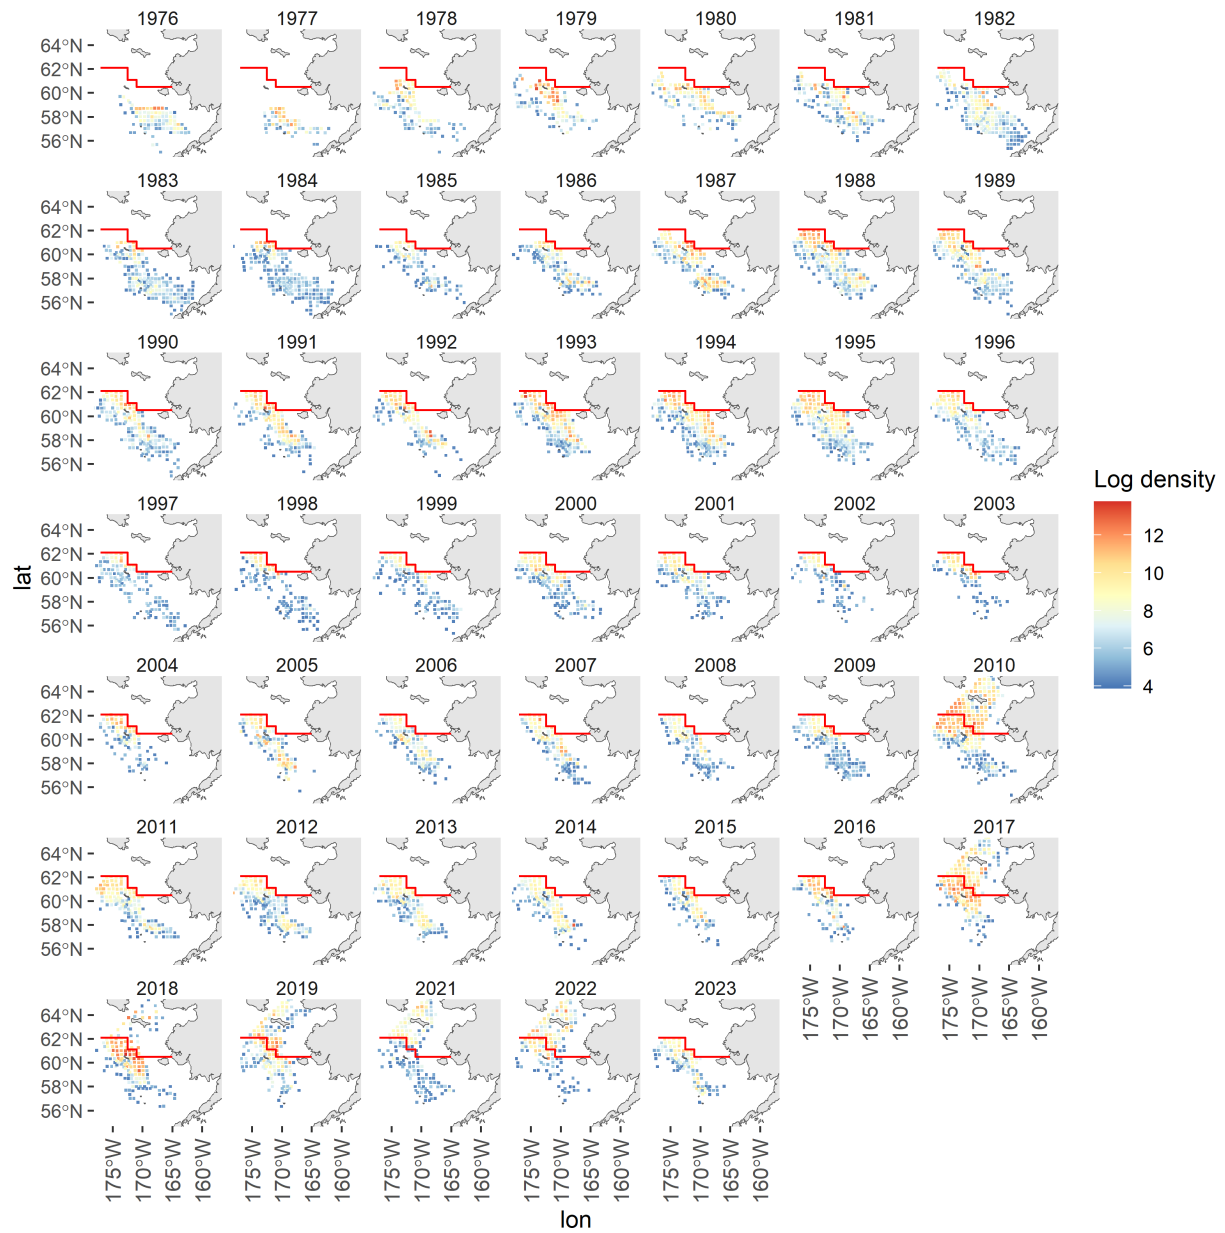 1976 1977 1978 1979 1980 1981 1982
64°N
62°N
60°N
58°N
56°N
1983 1984 1985 1986 1987 1988 1989
64°N
62°N
60°N
58°N
56°N
1990 1991 1992 1993 1994 1995 1996
64°N
62°N
60°N
58°N
56°N
1997 1998 1999 2000 2001 2002 2003
64°N
62°N
60°N
58°N
56°N
2004 2005 2006 2007 2008 2009 2010
64°N
62°N
60°N
58°N
56°N
2011 2012 2013 2014 2015 2016 2017
64°N
62°N
60°N
58°N
56°N
175°W 170°W 165°W 160°W 175°W 170°W 165°W 160°W
2018 2019 2021 2022 2023
64°N
62°N
60°N
58°N
56°N
175°W 170°W 165°W 160°W 175°W 170°W 165°W 160°W 175°W 170°W 165°W 160°W 175°W 170°W 165°W 160°W 175°W 170°W 165°W 160°W
lon
lat
Log density
12
10
8
6
4